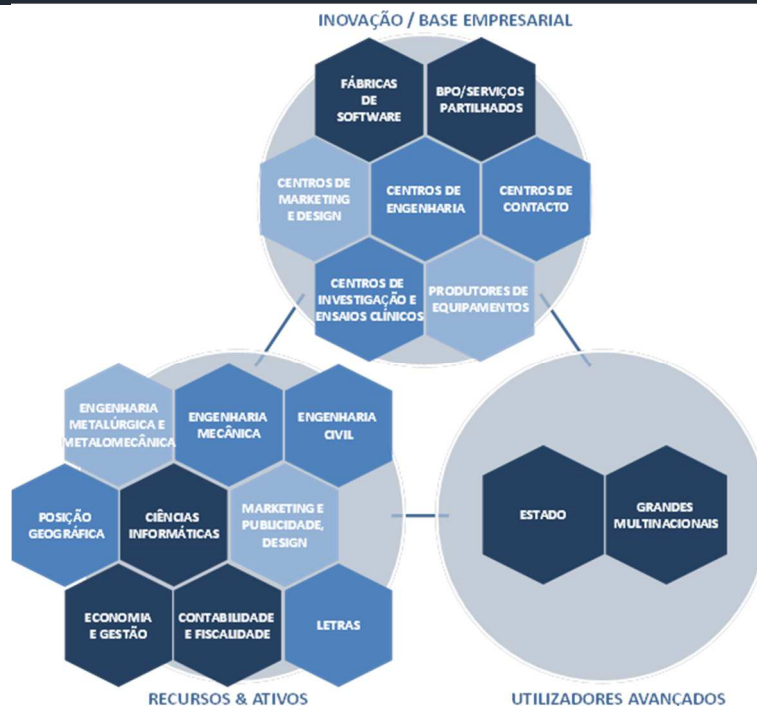 INOVAÇÃO / BASE EMPRESARIAL
FÁBRICAS
DE
SOFTWARE
BPO/SERVIÇOS
PARTILHADOS
CENTROS DE
MARKETING
E DESIGN
CENTROS DE
ENGENHARIA
CENTROS DE
CONTACTO
CENTROS DE
INVESTIGAÇÃO E
ENSAIOS CLÍNICOS
PRODUTORES DE
EQUIPAMENTOS
ENGENHARIA
METALÚRGICA E
METALOMECÂNICA
ENGENHARIA
MECÂNICA
ENGENHARIA
CIVIL
POSIÇÃO
GEOGRÁFICA
CIÊNCIAS
INFORMÁTICAS
MARKETING E
PUBLICIDADE,
DESIGN
ECONOMIA
E GESTÃO
CONTABILIDADE
E FISCALIDADE
LETRAS
RECURSOS & ATIVOS
ESTADO
GRANDES
MULTINACIONAIS
UTILIZADORES AVANÇADOS